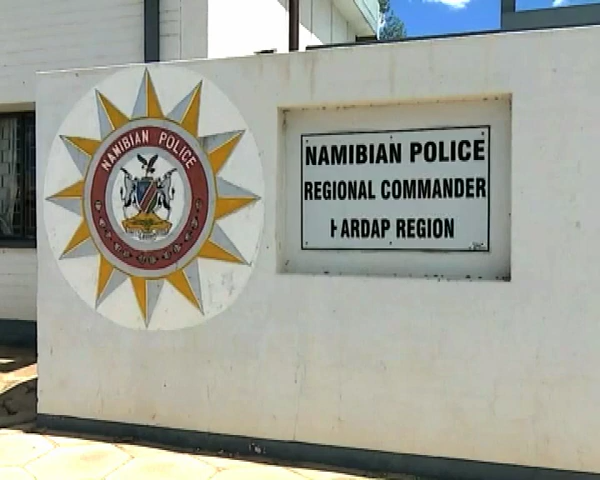 NAMIBIAN POLICE
NAMIBIAN POLICE
REGIONAL COMMANDER
HARDAP REGION